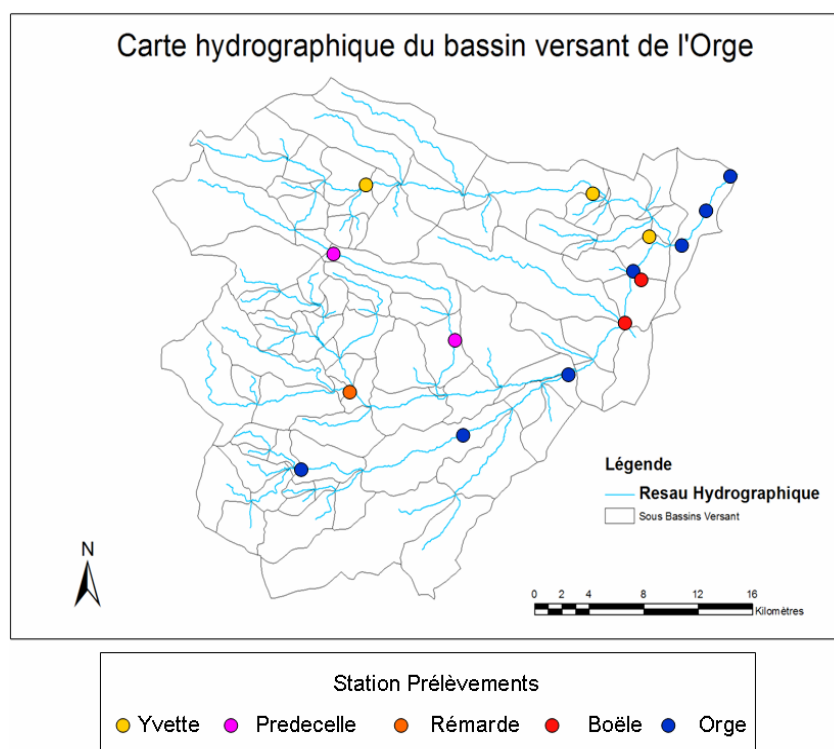 Carte hydrographique du bassin versant de l'Orge
Légende
Resau Hydrographique
Sous Bassins Versant
N
0 2 4 8 12 16
Kilomètres
Station Prélèvements
Yvette Predecelle Rémarde Boële Orge